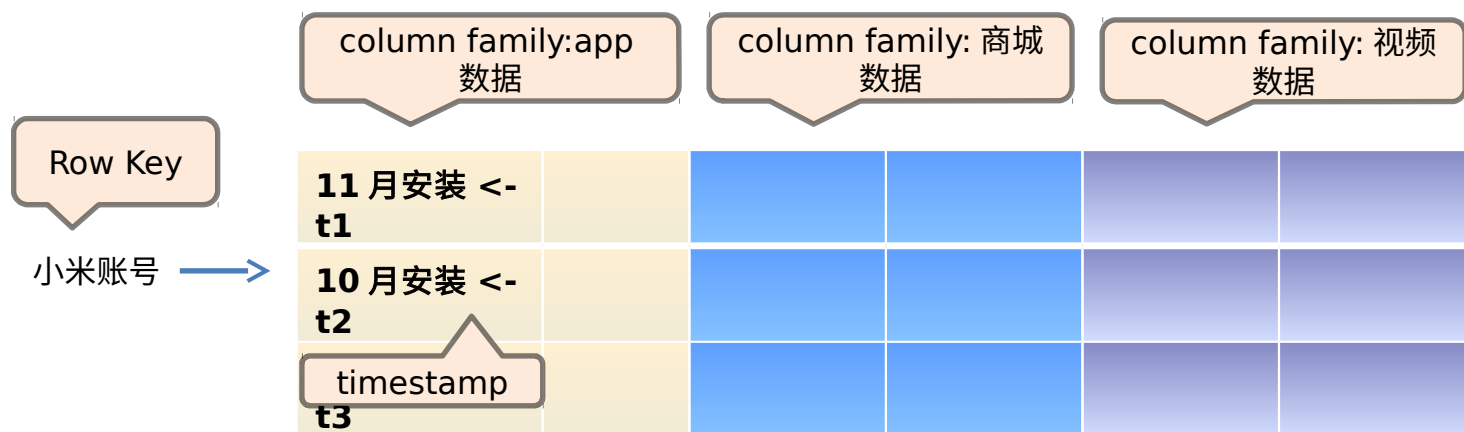 column family:app
数据
column family: 商城
数据
column family: 视频
数据
Row Key
11 月安装 <-
t1
小米账号
10 月安装 <-
t2
timestamp
t3